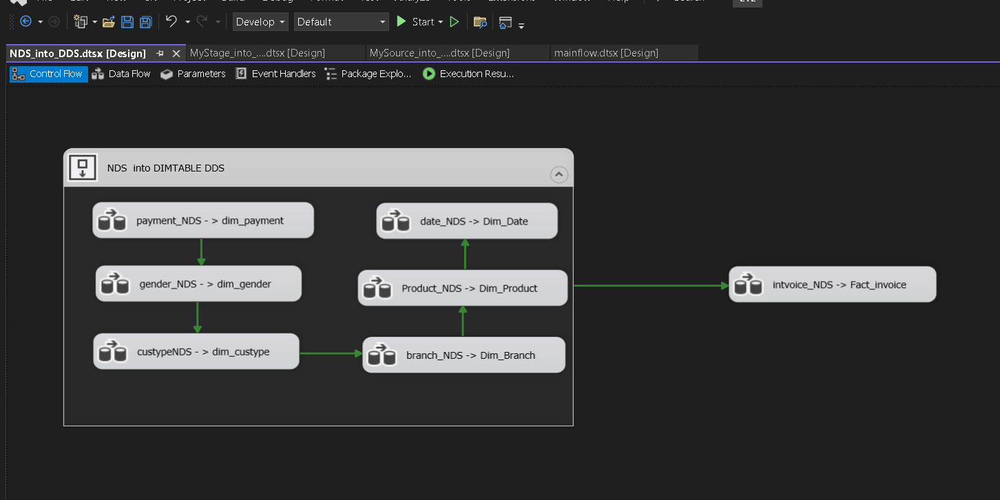 Develop
Default
Start
NDS_into_DDS.dtsx [Design]
MyStage_into_....dtsx [Design]
MySource_into_....dtsx [Design]
mainflow.dtsx [Design]
Control Flow
Data Flow
Parameters
Event Handlers
Package Explo...
Execution Resu...
NDS  into DIMTABLE DDS
payment_NDS - > dim_payment
date_NDS -> Dim_Date
gender_NDS - > dim_gender
Product_NDS -> Dim_Product
intvoice_NDS -> Fact_invoice
custypeNDS - > dim_custype
branch_NDS -> Dim_Branch